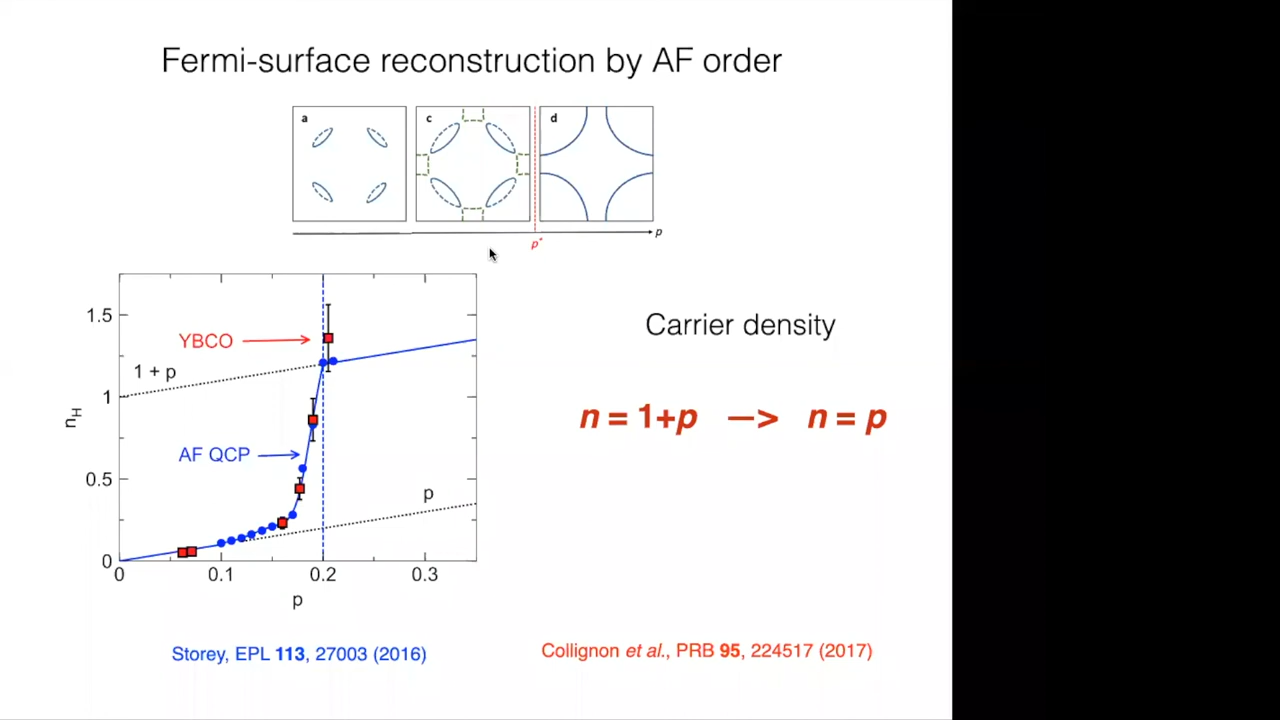 Fermi-surface reconstruction by AF order
a
c
d
p
p*
1.5
YBCO
1 + p
1
n_H
AF QCP
0.5
p
0
0
0.1
0.2
0.3
p
Carrier density
n = 1+p —> n = p
Storey, EPL 113, 27003 (2016)
Collignon et al., PRB 95, 224517 (2017)